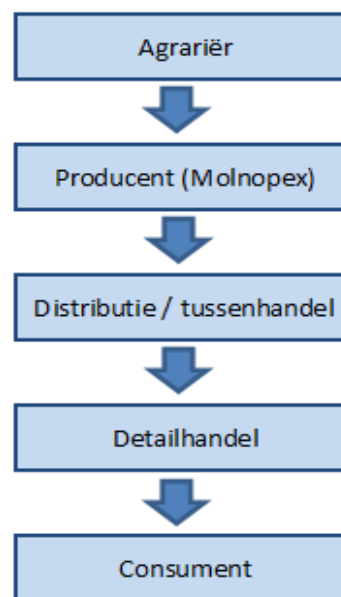 Agrariër
Producent (Molnopex)
Distributie / tussenhandel
Detailhandel
Consument